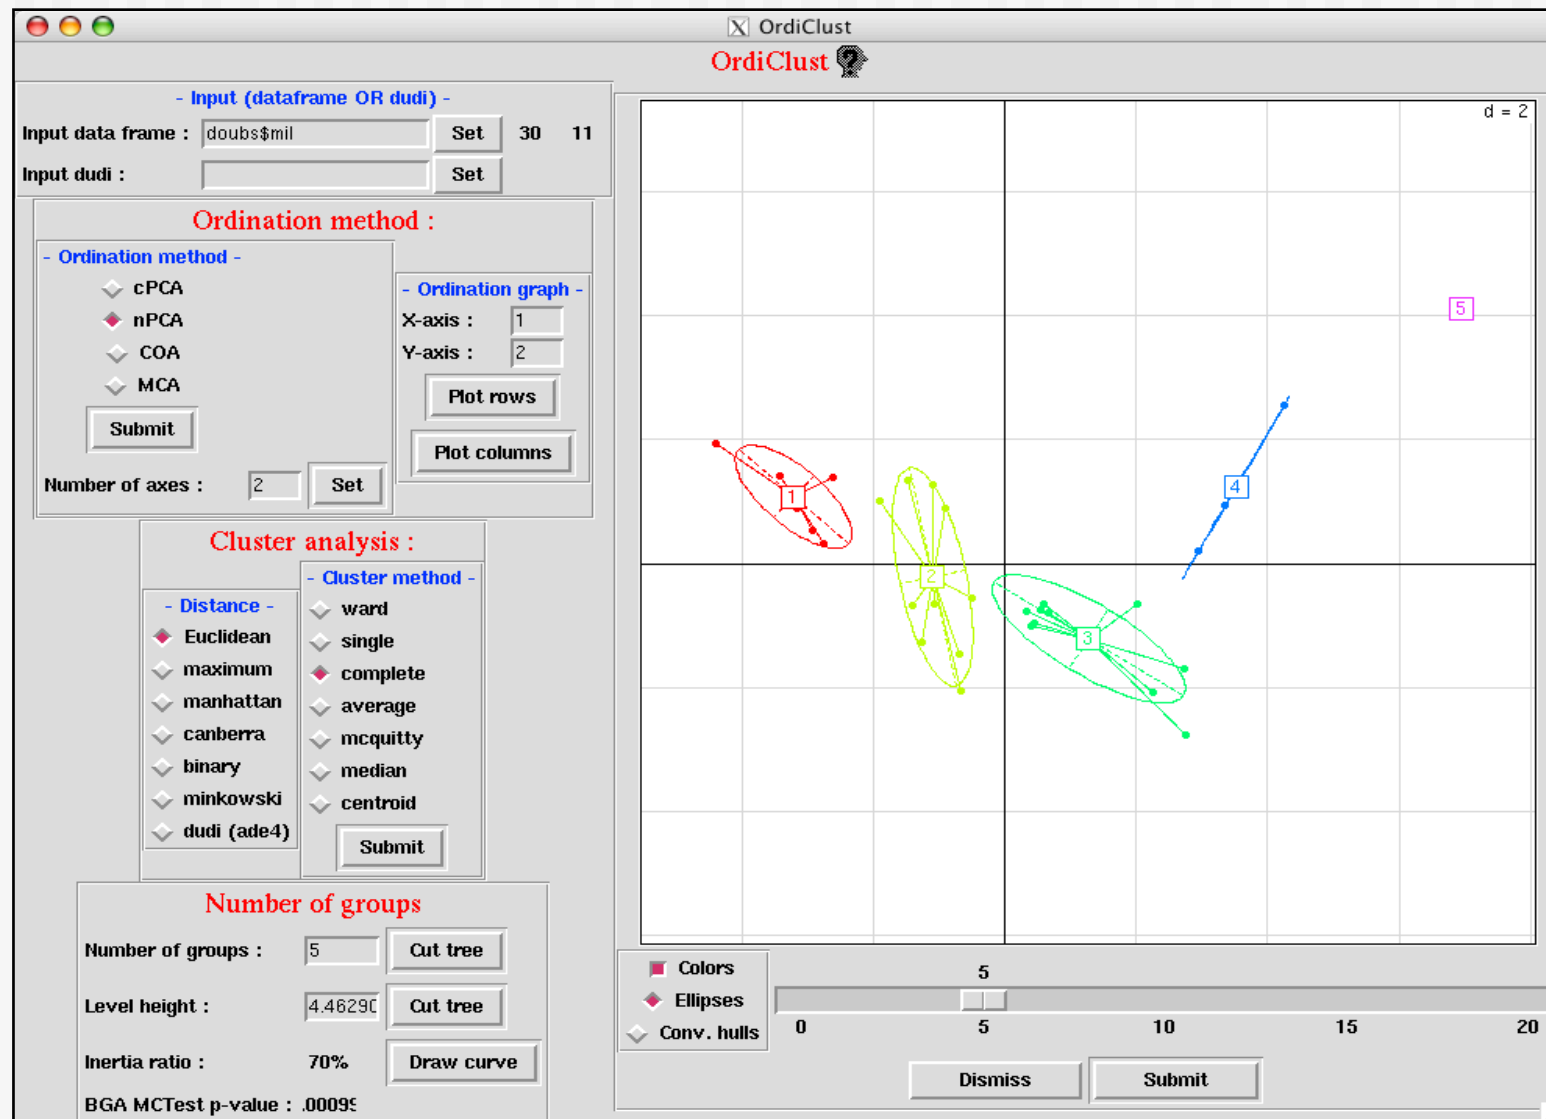 OrdiClust
OrdiClust
- Input (dataframe OR dudi) -
Input data frame : doubs$mil Set 30 11
Input dudi : Set
Ordination method :
- Ordination method -
cPCA
nPCA
COA
MCA
Submit
Number of axes : 2 Set
- Ordination graph -
X-axis : 1
Y-axis : 2
Plot rows
Plot columns
Cluster analysis :
- Distance -
Euclidean
maximum
manhattan
canberra
binary
minkowski
dudi (ade4)
- Cluster method -
ward
single
complete
average
mcquitty
median
centroid
Submit
Number of groups
Number of groups : 5 Cut tree
Level height : 4.46290 Cut tree
Inertia ratio : 70% Draw curve
BGA MCTest p-value : .00099
d = 2
5
4
1
2
3
Colors
Ellipses
Conv. hulls
5
0 5 10 15 20
Dismiss Submit